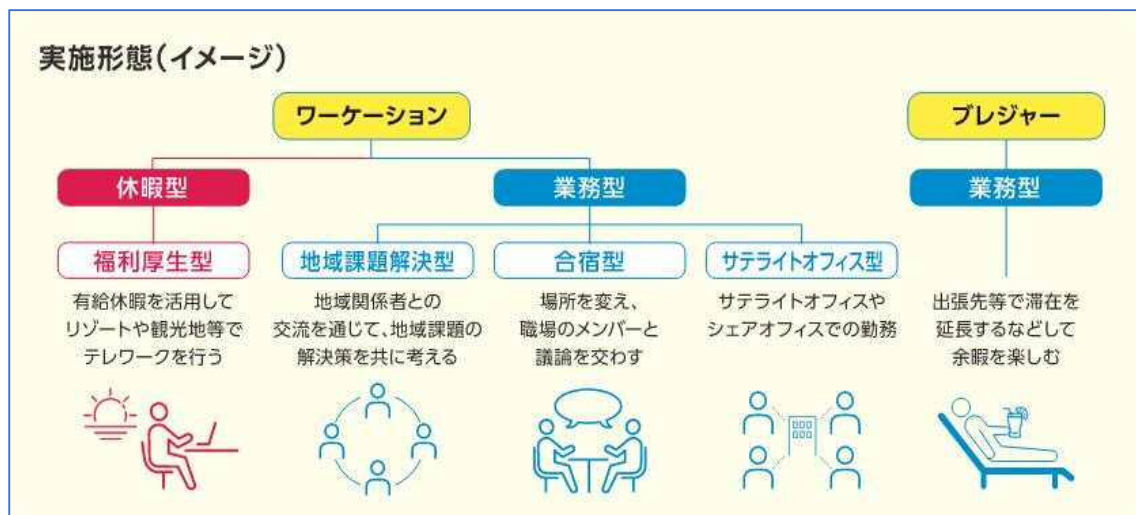 実施形態(イメージ)
ワーケーション
ブレジャー
休暇型
業務型
業務型
福利厚生型
地域課題解決型
合宿型
サテライトオフィス型
有給休暇を活用して
リゾートや観光地等で
テレワークを行う
地域関係者との
交流を通じて、地域課題の
解決策を共に考える
場所を変え、
職場のメンバーと
議論を交わす
サテライトオフィスや
シェアオフィスでの勤務
出張先等で滞在を
延長するなどして
余暇を楽しむ